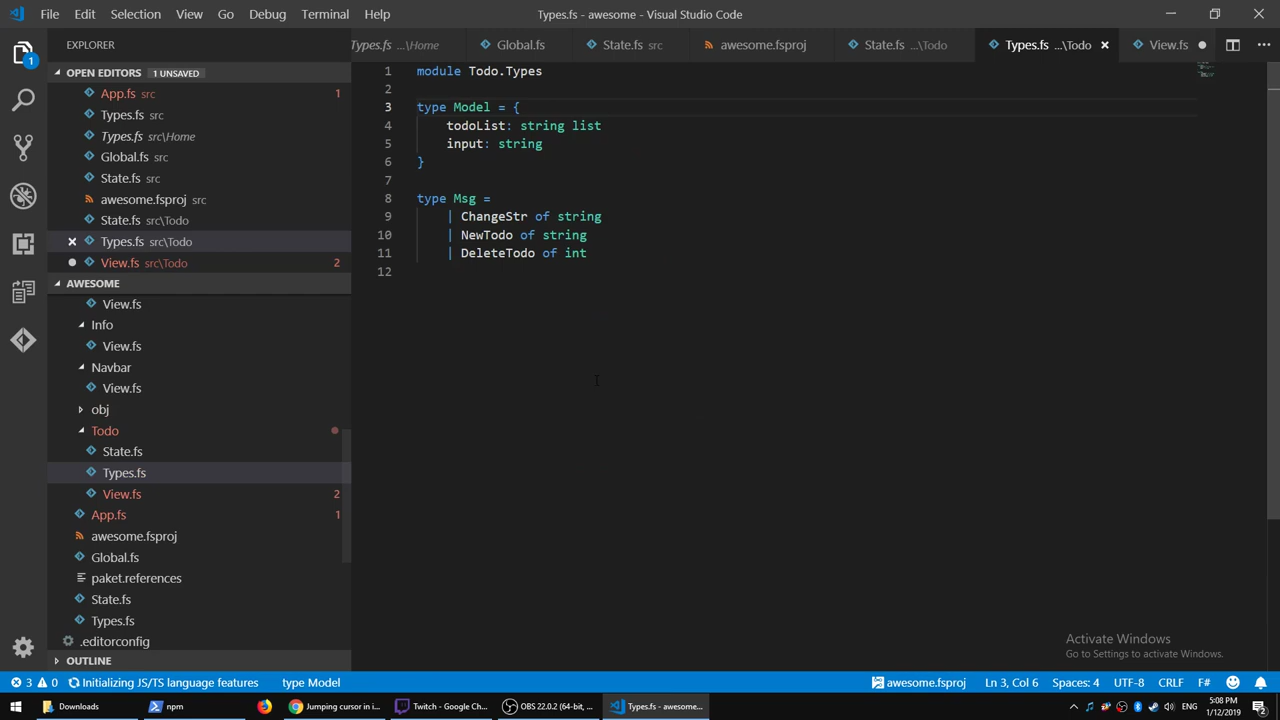 File Edit Selection View Go Debug Terminal Help
Types.fs - awesome - Visual Studio Code
EXPLORER
OPEN EDITORS 1 UNSAVED
App.fs src 1
Types.fs src
Types.fs src\Home
Global.fs src
State.fs src
awesome.fsproj src
State.fs src\Todo
Types.fs src\Todo
View.fs src\Todo 2
AWESOME
View.fs
Info
View.fs
Navbar
View.fs
obj
Todo
State.fs
Types.fs
View.fs 2
App.fs 1
awesome.fsproj
Global.fs
paket.references
State.fs
Types.fs
.editorconfig
OUTLINE
Types.fs ...\Home Global.fs State.fs src awesome.fsproj State.fs ...\Todo Types.fs ...\Todo View.fs
1 module Todo.Types
2
3 type Model = {
4 todoList: string list
5 input: string
6 }
7
8 type Msg =
9 | ChangeStr of string
10 | NewTodo of string
11 | DeleteTodo of int
12
Activate Windows
Go to Settings to activate Windows.
1
3 0 Initializing JS/TS language features type Model awesome.fsproj Ln 3, Col 6 Spaces: 4 UTF-8 CRLF F#
Downloads npm Jumping cursor in i... Twitch - Google Ch... OBS 22.0.2 (64-bit, ... Types.fs - awesome... 5:08 PM
1/12/2019
2